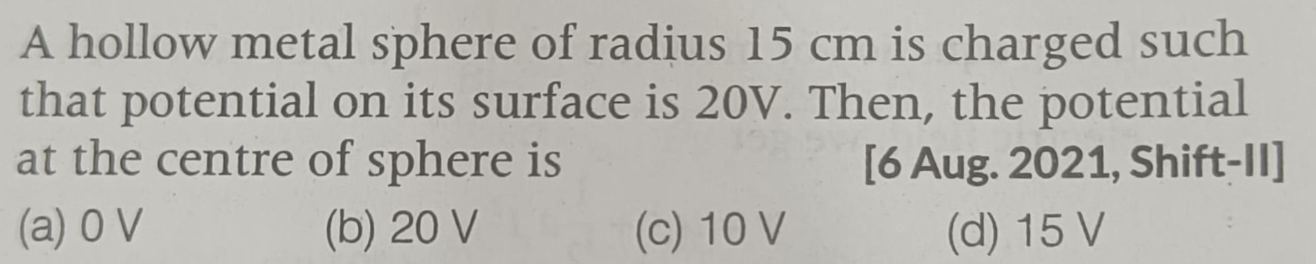 A hollow metal sphere of radius 15 cm is charged such
that potential on its surface is 20V. Then, the potential
at the centre of sphere is [6 Aug. 2021, Shift-II]
(a) 0 V (b) 20 V (c) 10 V (d) 15 V